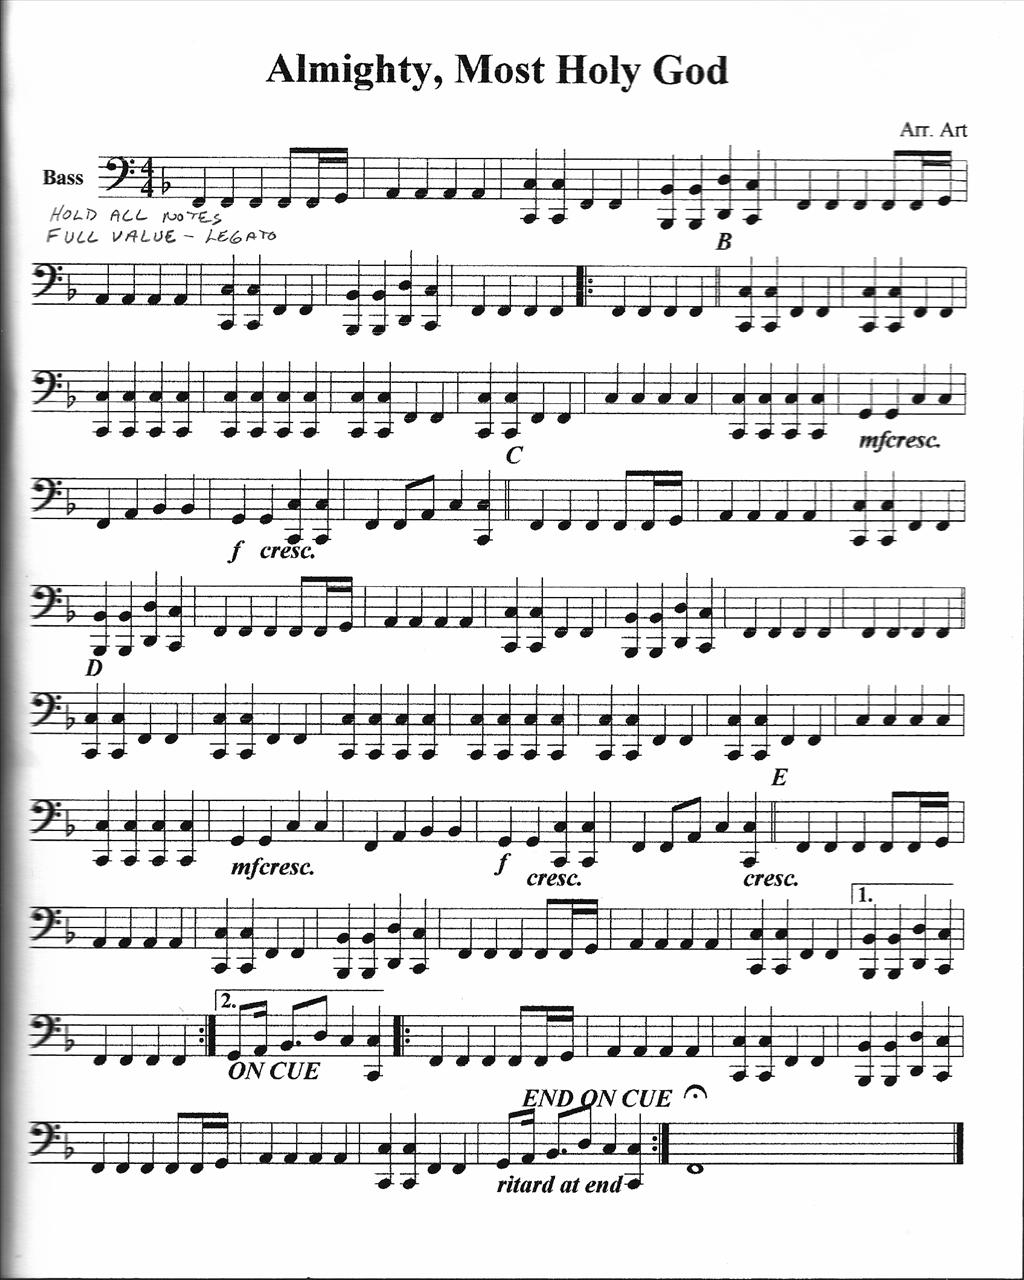 Almighty, Most Holy God
Arr. Art
Bass
4
4
HOLD ALL NOTES
FULL VALUE – LEGATO
B
mfcresc.
C
f cresc.
D
E
mfcresc.
f
cresc.
cresc.
1.
2.
ON CUE
END ON CUE
ritard at end